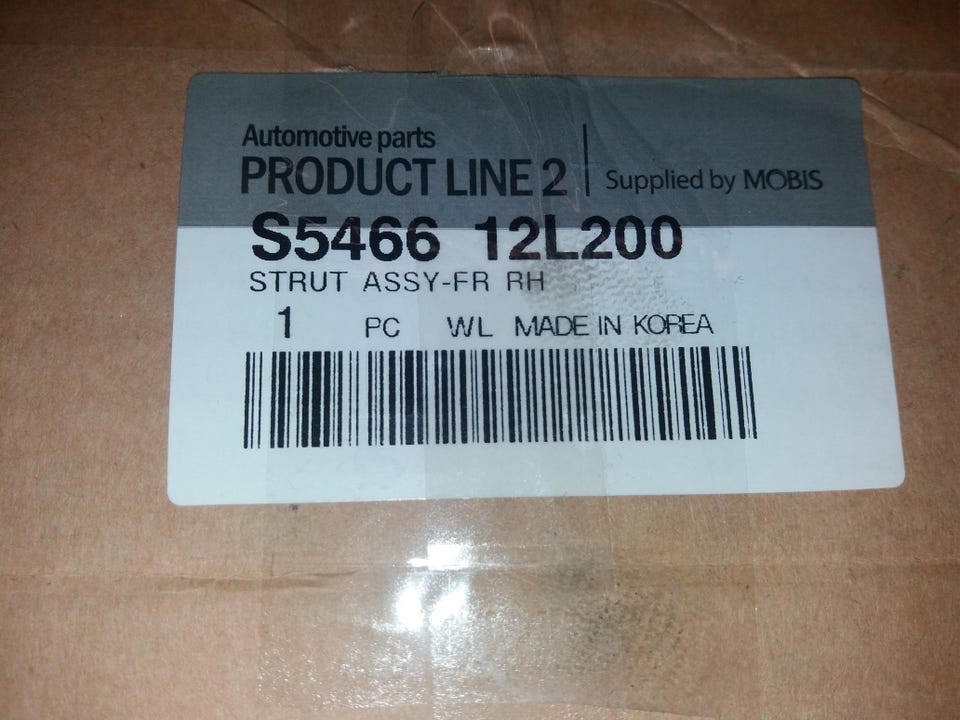 Automotive parts
PRODUCT LINE 2 | Supplied by MOBIS
S5466 12L200
STRUT ASSY-FR RH
1 PC WL MADE IN KOREA